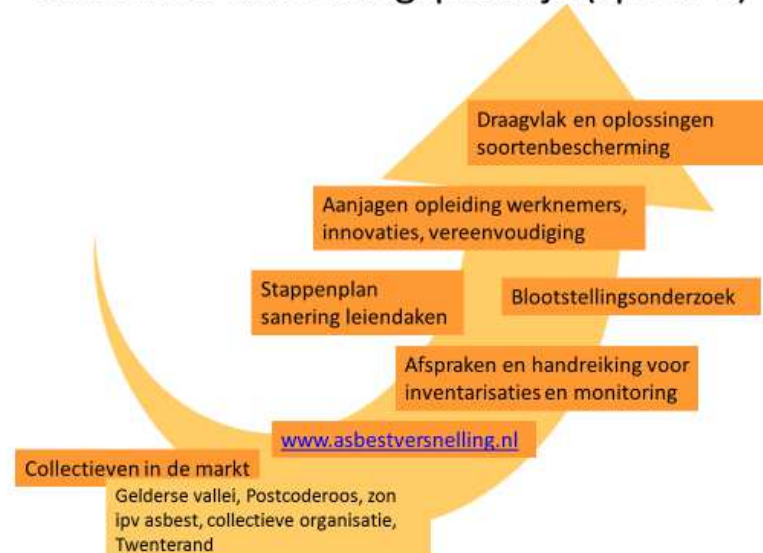 Draagvlak en oplossingen
soortenbescherming
Aanjagen opleiding werknemers,
innovaties, vereenvoudiging
Stappenplan
sanering leiendaken
Blootstellingsonderzoek
Afspraken en handreiking voor
inventarisaties en monitoring
www.asbestversnelling.nl
Collectieven in de markt
Gelderse vallei, Postcoderoos, zon
ipv asbest, collectieve organisatie,
Twenterand